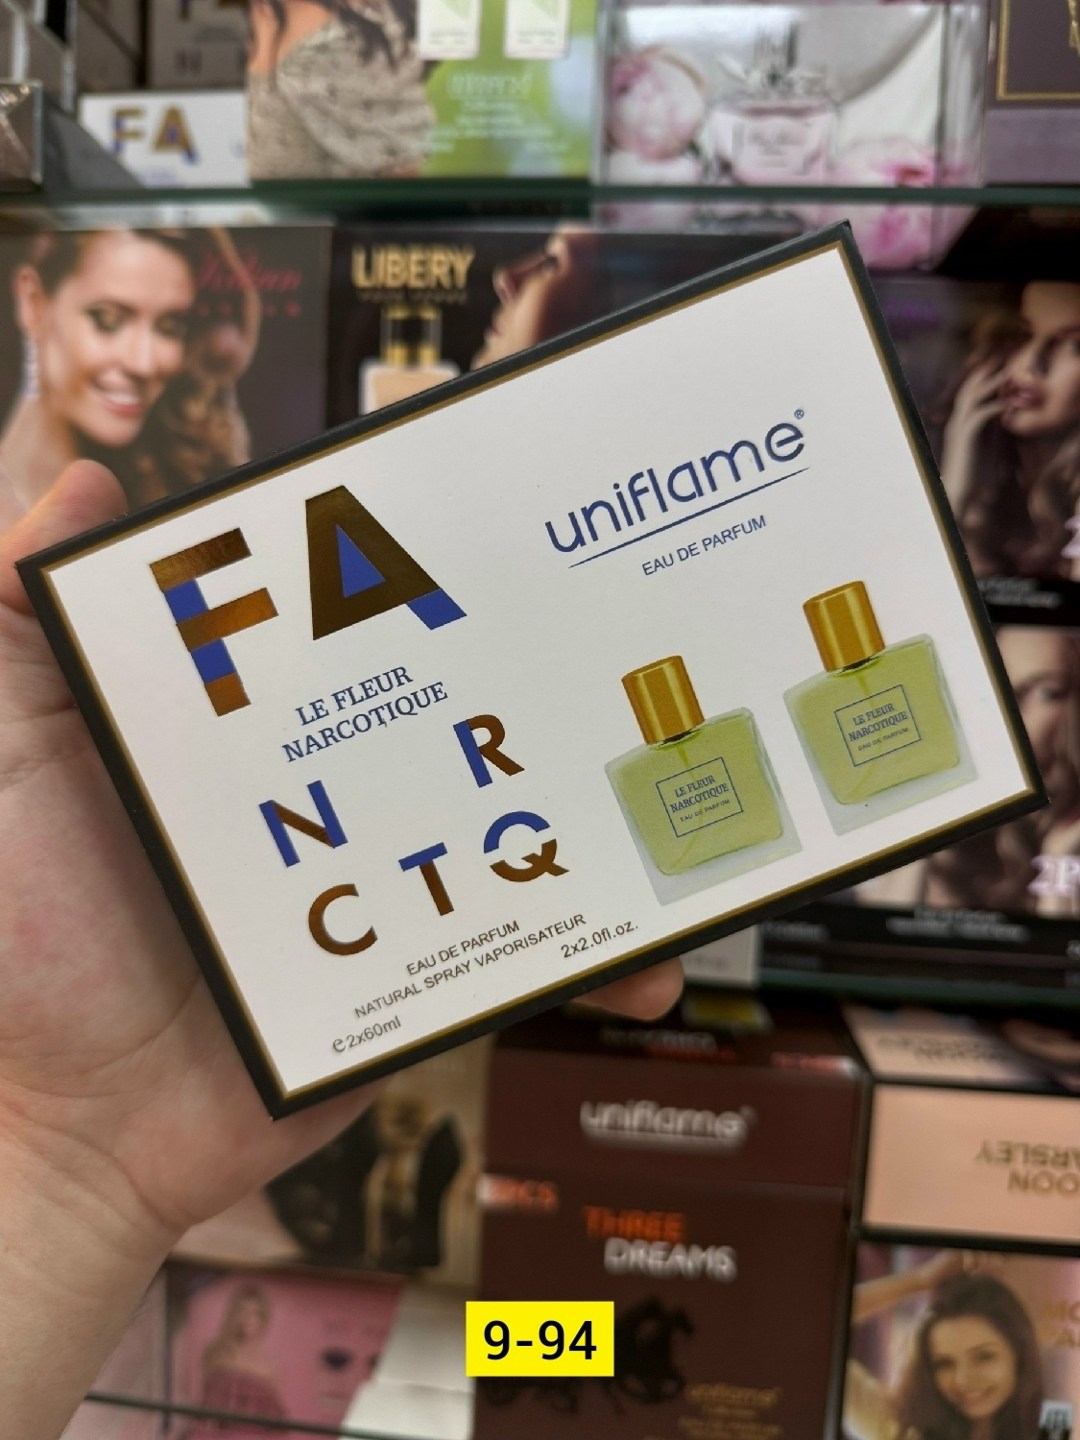 FA
LIBERY
uniflame®
EAU DE PARFUM
FA
LE FLEUR
NARCOTIQUE
N R
C T Q
LE FLEUR
NARCOTIQUE
EAU DE PARFUM
LE FLEUR
NARCOTIQUE
EAU DE PARFUM
EAU DE PARFUM
NATURAL SPRAY VAPORISATEUR
℮2x60ml
2x2.0fl.oz.
uniflame
THREE
DREAMS
9-94